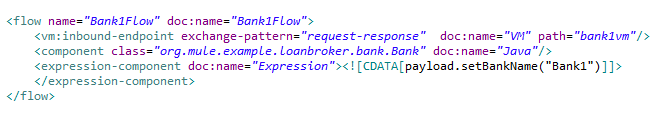 <flow name="Bank1Flow" doc:name="Bank1Flow">
<vm:inbound-endpoint exchange-pattern="request-response" doc:name="VM" path="bank1vm"/>
<component class="org.mule.example.loanbroker.bank.Bank" doc:name="Java"/>
<expression-component doc:name="Expression"><![CDATA[payload.setBankName("Bank1")]]>
</expression-component>
</flow>